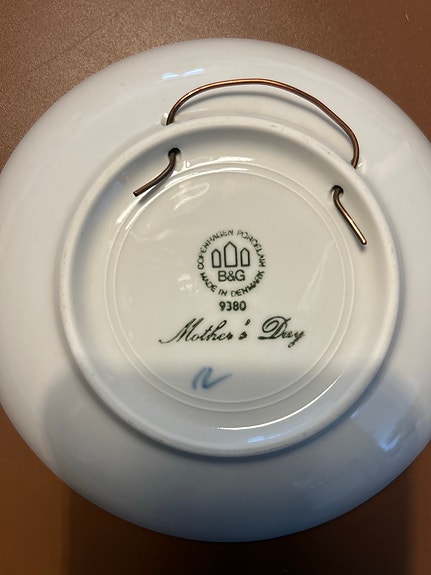 COPENHAGEN PORCELAIN
B&G
MADE IN DENMARK
9380
Mother's Day